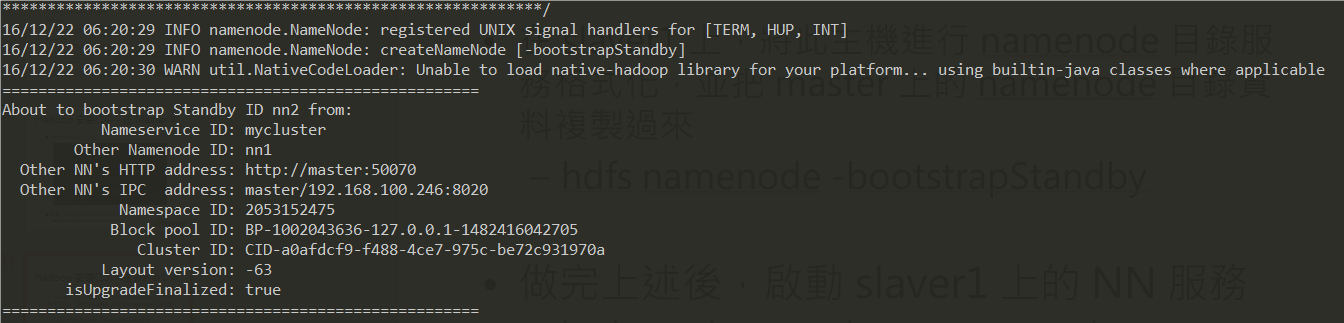 ************************************************************/
16/12/22 06:20:29 INFO namenode.NameNode: registered UNIX signal handlers for [TERM, HUP, INT]
16/12/22 06:20:29 INFO namenode.NameNode: createNameNode [-bootstrapStandby]
上,將此主機進行 namenode 目錄服
16/12/22 06:20:30 WARN util.NativeCodeLoader: Unable to load native-hadoop library for your platform... using builtin-java classes where applicable
=====================================================
務格式化,並把 master 上的 namenode 目錄資
About to bootstrap Standby ID nn2 from:
Nameservice ID: mycluster
料複製過來
Other Namenode ID: nn1
Other NN's HTTP address: http://master:50070
– hdfs namenode -bootstrapStandby
Other NN's IPC  address: master/192.168.100.246:8020
Namespace ID: 2053152475
Block pool ID: BP-1002043636-127.0.0.1-1482416042705
Cluster ID: CID-a0afdcf9-f488-4ce7-975c-be72c931970a
Layout version: -63
isUpgradeFinalized: true
• 做完上述後,啟動 slaver1 上的 NN 服務
=====================================================